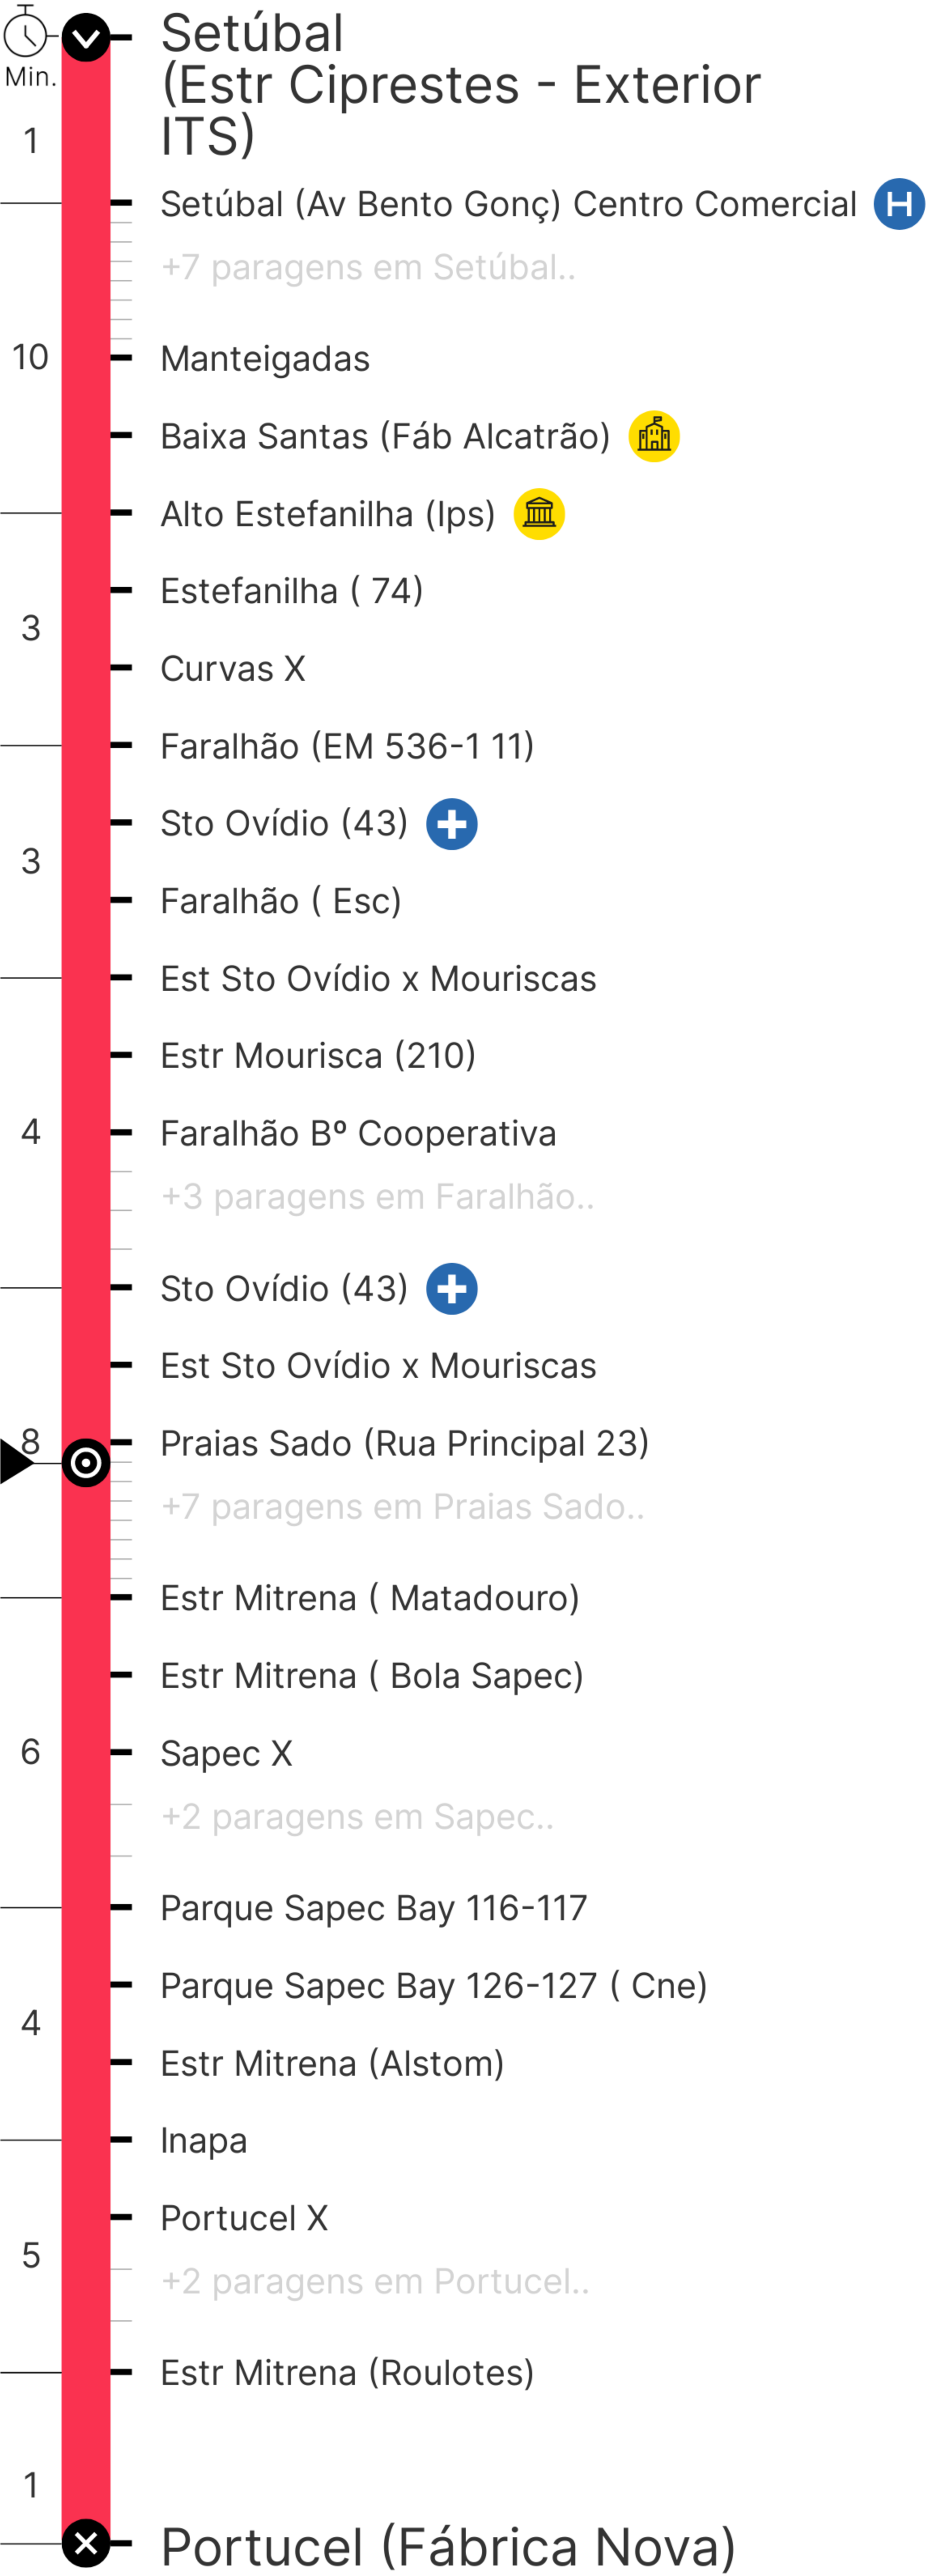 Min.
Setúbal
(Estr Ciprestes - Exterior
ITS)
1
Setúbal (Av Bento Gonç) Centro Comercial H
+7 paragens em Setúbal..
10 Manteigadas
Baixa Santas (Fáb Alcatrão)
Alto Estefanilha (Ips)
Estefanilha ( 74)
3
Curvas X
Faralhão (EM 536-1 11)
Sto Ovídio (43)
3
Faralhão ( Esc)
Est Sto Ovídio x Mouriscas
Estr Mourisca (210)
4 Faralhão Bº Cooperativa
+3 paragens em Faralhão..
Sto Ovídio (43)
Est Sto Ovídio x Mouriscas
8 Praias Sado (Rua Principal 23)
+7 paragens em Praias Sado..
Estr Mitrena ( Matadouro)
Estr Mitrena ( Bola Sapec)
6 Sapec X
+2 paragens em Sapec..
Parque Sapec Bay 116-117
Parque Sapec Bay 126-127 ( Cne)
4
Estr Mitrena (Alstom)
Inapa
Portucel X
5
+2 paragens em Portucel..
Estr Mitrena (Roulotes)
1
Portucel (Fábrica Nova)